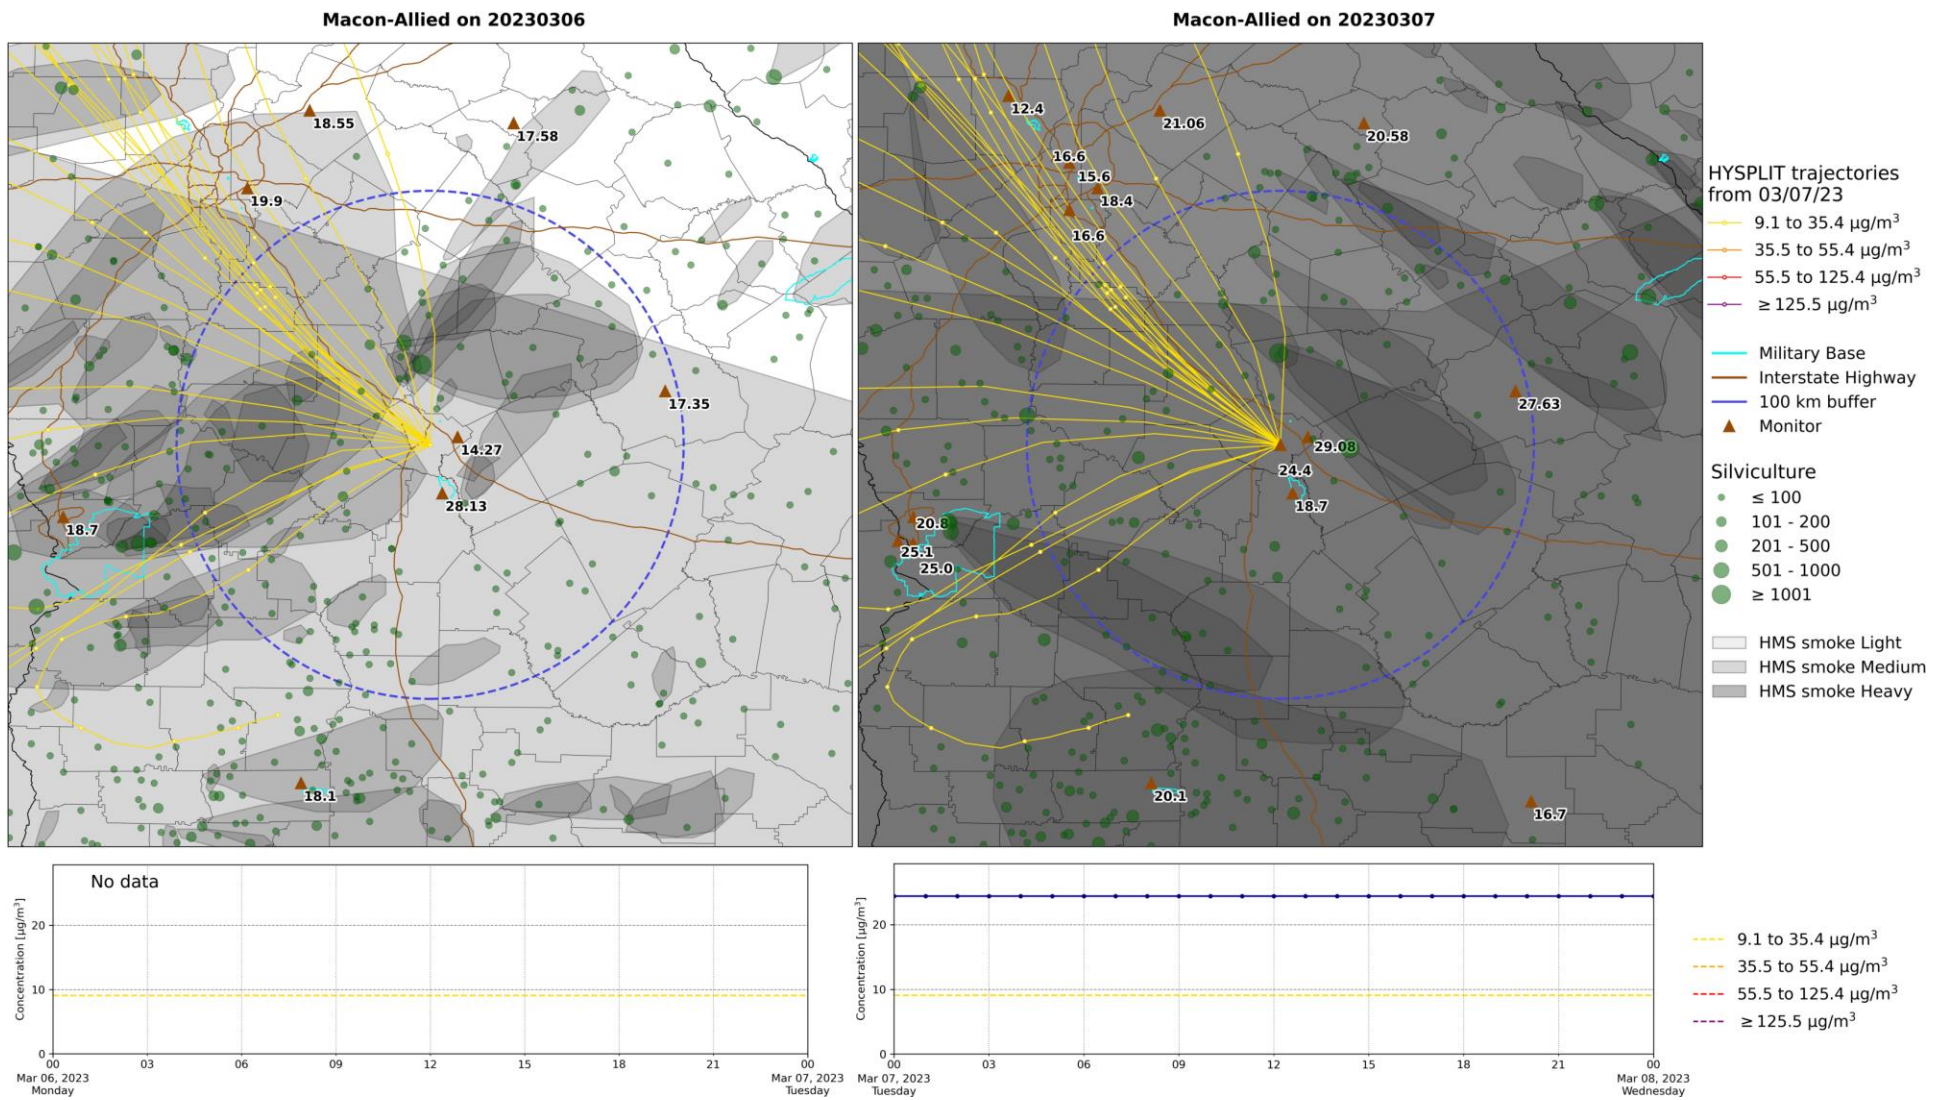 Macon-Allied on 20230306
18.55
17.58
19.9
17.35
14.27
28.13
18.7
18.1
Macon-Allied on 20230307
12.4
21.06
20.58
16.6
15.6
18.4
16.6
27.63
29.08
24.4
18.7
20.8
25.1
25.0
20.1
16.7
HYSPLIT trajectories
from 03/07/23
9.1 to 35.4 µg/m³
35.5 to 55.4 µg/m³
55.5 to 125.4 µg/m³
≥ 125.5 µg/m³
Military Base
Interstate Highway
100 km buffer
Monitor
Silviculture
≤ 100
101 - 200
201 - 500
501 - 1000
≥ 1001
HMS smoke Light
HMS smoke Medium
HMS smoke Heavy
No data
Concentration [µg/m³]
20
10
0
00 03 06 09 12 15 18 21 00
Mar 06, 2023 Mar 07, 2023
Monday Tuesday
Concentration [µg/m³]
20
10
0
00 03 06 09 12 15 18 21 00
Mar 07, 2023 Mar 08, 2023
Tuesday Wednesday
9.1 to 35.4 µg/m³
35.5 to 55.4 µg/m³
55.5 to 125.4 µg/m³
≥ 125.5 µg/m³